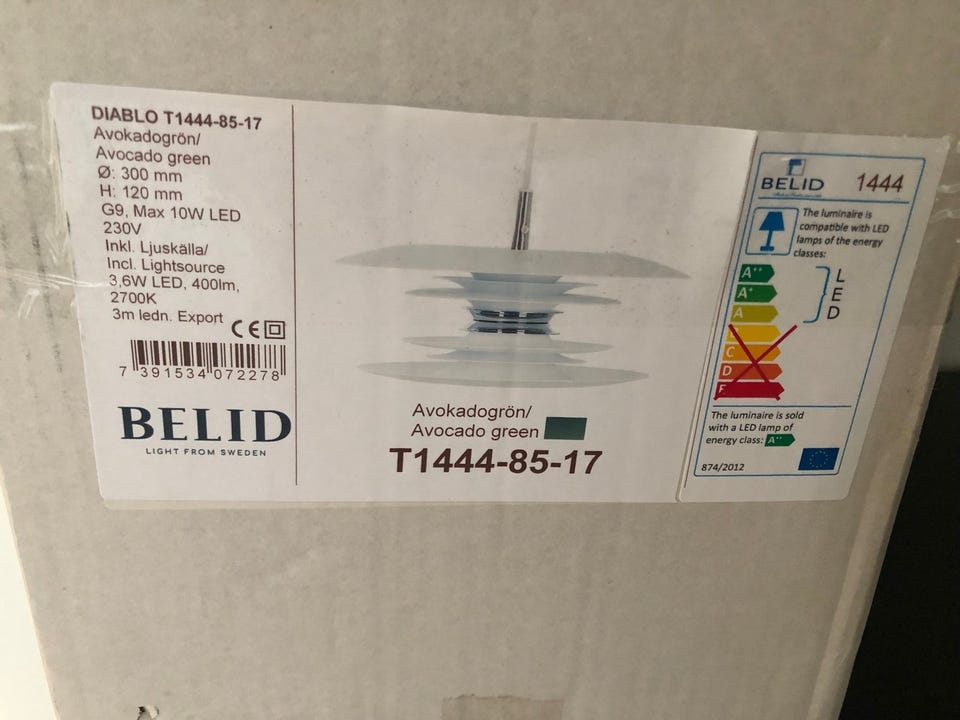 DIABLO T1444-85-17
Avokadogrön/
Avocado green
Ø: 300 mm
H: 120 mm
G9, Max 10W LED
230V
Inkl. Ljuskälla/
Incl. Lightsource
3,6W LED, 400lm,
2700K
3m ledn. Export CE
7 391534 072278
BELID
LIGHT FROM SWEDEN
Avokadogrön/
Avocado green
T1444-85-17
BELID 1444
The luminaire is
compatible with LED
lamps of the energy
classes:
A++
A+
A
C
D
E
LED
The luminaire is sold
with a LED lamp of
energy class:
874/2012